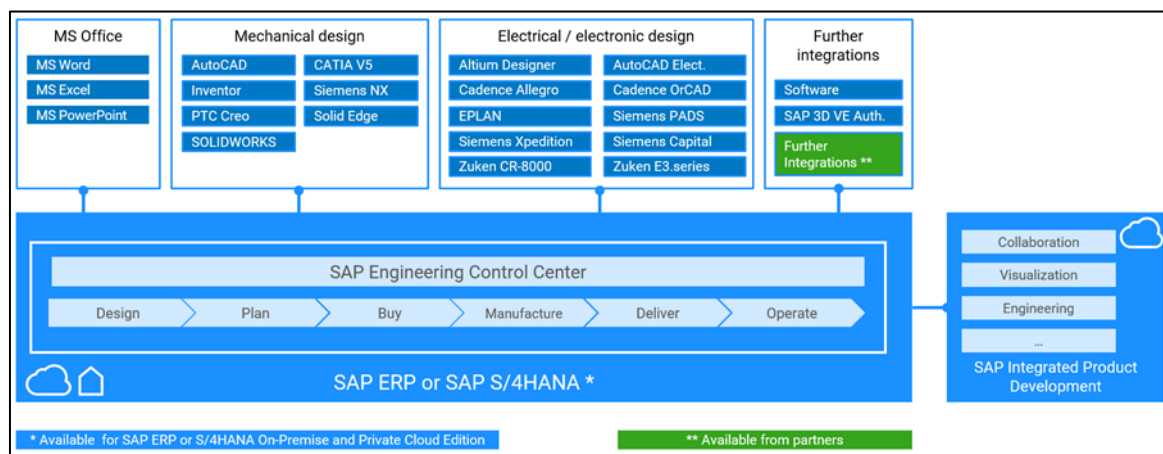 MS Office
MS Word
MS Excel
MS PowerPoint
Mechanical design
AutoCAD
CATIA V5
Inventor
Siemens NX
PTC Creo
Solid Edge
SOLIDWORKS
Electrical / electronic design
Altium Designer
AutoCAD Elect.
Cadence Allegro
Cadence OrCAD
EPLAN
Siemens PADS
Siemens Xpedition
Siemens Capital
Zuken CR-8000
Zuken E3.series
Further
integrations
Software
SAP 3D VE Auth.
Further
Integrations **
SAP Engineering Control Center
Design
Plan
Buy
Manufacture
Deliver
Operate
SAP ERP or SAP S/4HANA *
Collaboration
Visualization
Engineering
...
SAP Integrated Product
Development
* Available for SAP ERP or S/4HANA On-Premise and Private Cloud Edition
** Available from partners